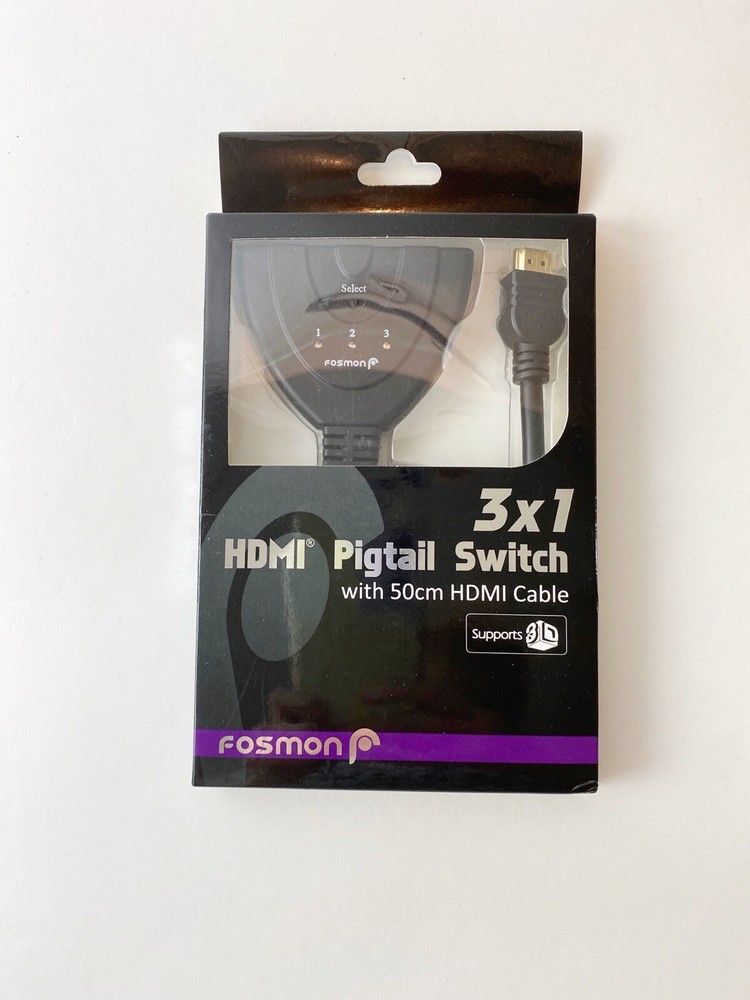 Select
1 2 3
FOSMON
3x1
HDMI® Pigtail Switch
with 50cm HDMI Cable
Supports 3D
FOSMON